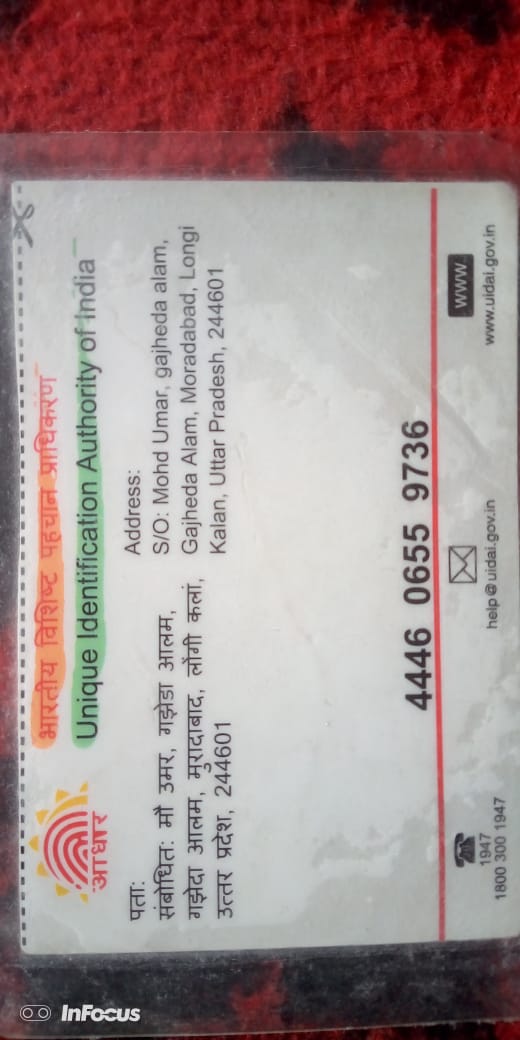 भारतीय विशिष्ट पहचान प्राधिकरण
Unique Identification Authority of India
आधार
पता:
संबोधित: मौ उमर, गझेडा आलम,
गझेदा आलम, मुरादाबाद, लोंगी कलां,
उत्तर प्रदेश, 244601
Address:
S/O: Mohd Umar, gajheda alam,
Gajheda Alam, Moradabad, Longi
Kalan, Uttar Pradesh, 244601
4446 0655 9736
1947
1800 300 1947
help@uidai.gov.in
www
www.uidai.gov.in
InFocus